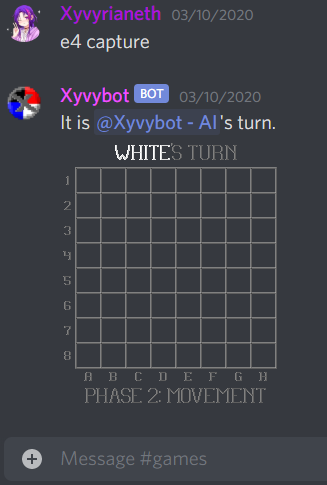 Xyvyrianeth 03/10/2020
e4 capture
Xyvybot BOT 03/10/2020
It is @Xyvybot - AI's turn.
WHITE'S TURN
1
2
3
4
5
6
7
8
A B C D E F G H
PHASE 2: MOVEMENT
Message #games